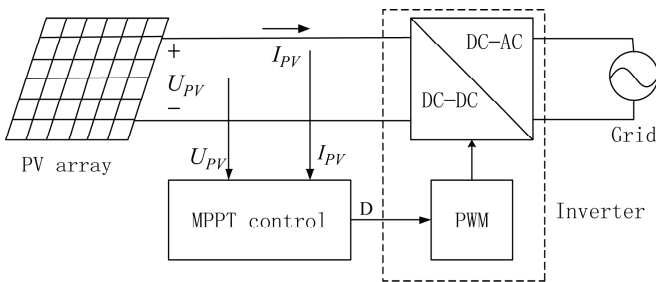 +
I_PV
U_PV
−
DC-AC
DC-DC
Grid
PV array
U_PV
I_PV
MPPT control
D
PWM
Inverter